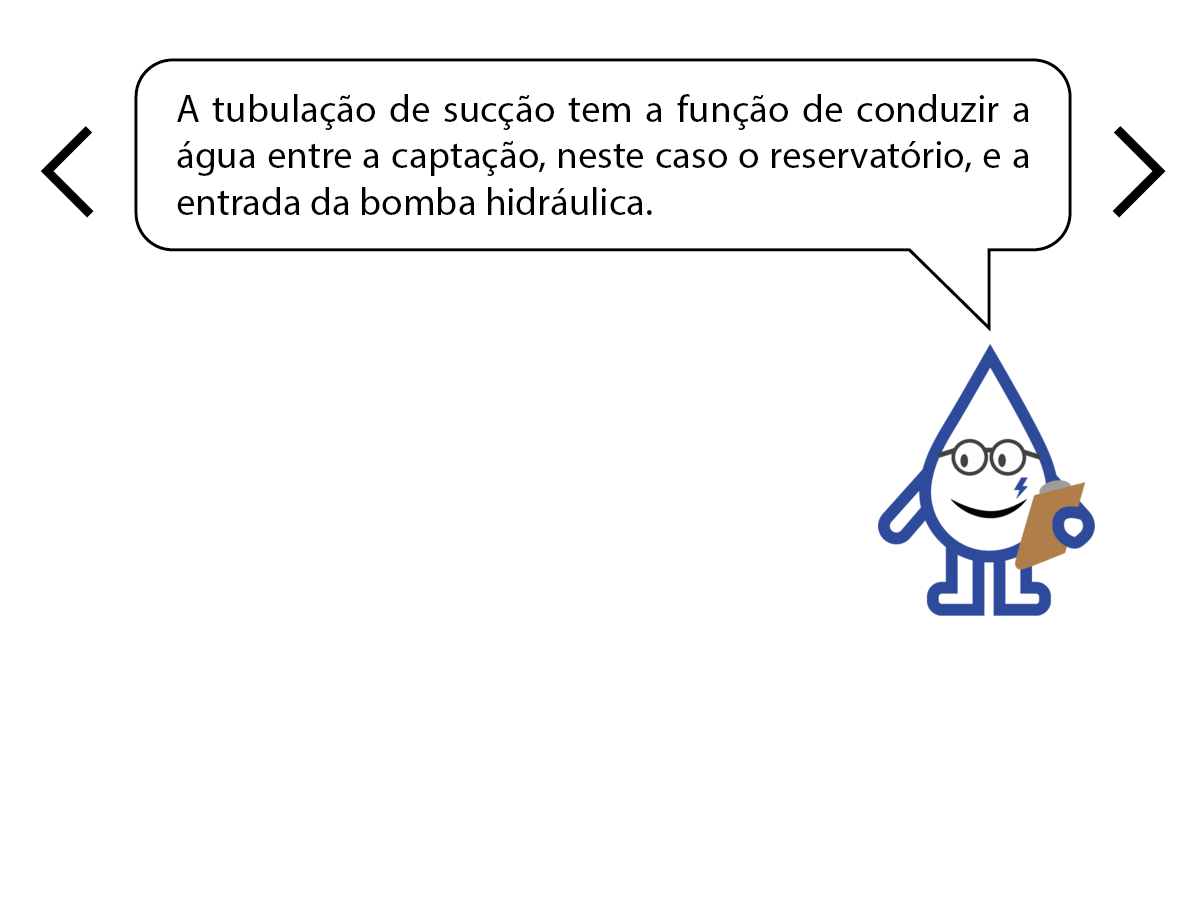 A tubulação de sucção tem a função de conduzir a
água entre a captação, neste caso o reservatório, e a
entrada da bomba hidráulica.